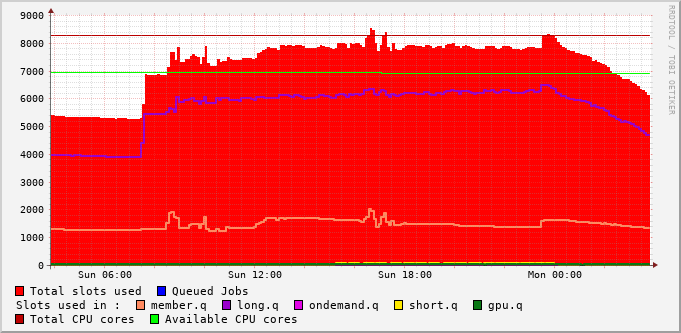 RRDTOOL / TOBI OETIKER
9000
8000
7000
6000
5000
4000
3000
2000
1000
0
Sun 06:00 Sun 12:00 Sun 18:00 Mon 00:00
Total slots used Queued Jobs
Slots used in : member.q long.q ondemand.q short.q gpu.q
Total CPU cores Available CPU cores